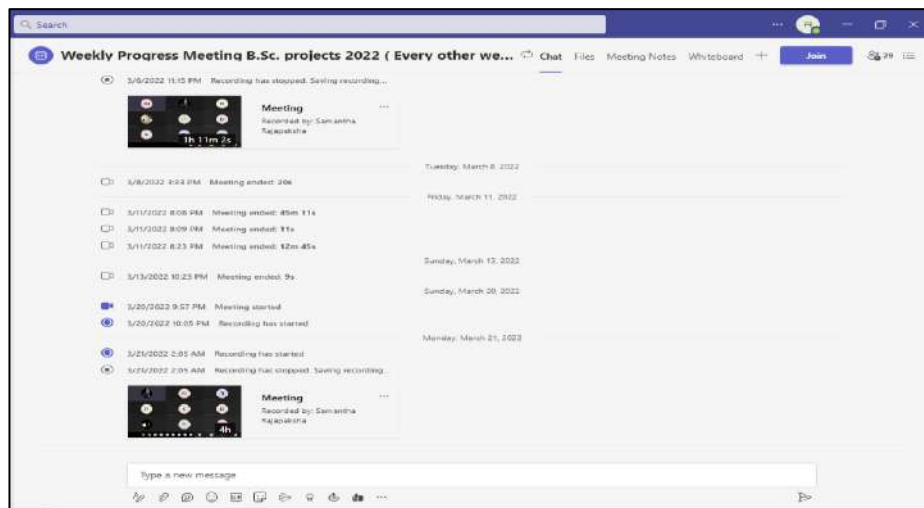 Search
Weekly Progress Meeting B.Sc. projects 2022 ( Every other we... Chat Files Meeting Notes Whiteboard Join 29
3/6/2022 11:15 PM Recording has stopped. Saving recording...
Meeting
Recorded by: Samantha
Rajapaksha
1h 11m 2s
Tuesday, March 8, 2022
3/8/2022 3:33 PM Meeting ended: 20s
Friday, March 11, 2022
3/11/2022 8:08 PM Meeting ended: 45m 11s
3/11/2022 8:09 PM Meeting ended: 11s
3/11/2022 8:23 PM Meeting ended: 12m 45s
Sunday, March 13, 2022
3/13/2022 10:23 PM Meeting ended: 9s
Sunday, March 20, 2022
3/20/2022 9:57 PM Meeting started
3/20/2022 10:05 PM Recording has started
Monday, March 21, 2022
3/21/2022 2:05 AM Recording has started
3/21/2022 2:05 AM Recording has stopped. Saving recording...
Meeting
Recorded by: Samantha
Rajapaksha
4h
Type a new message